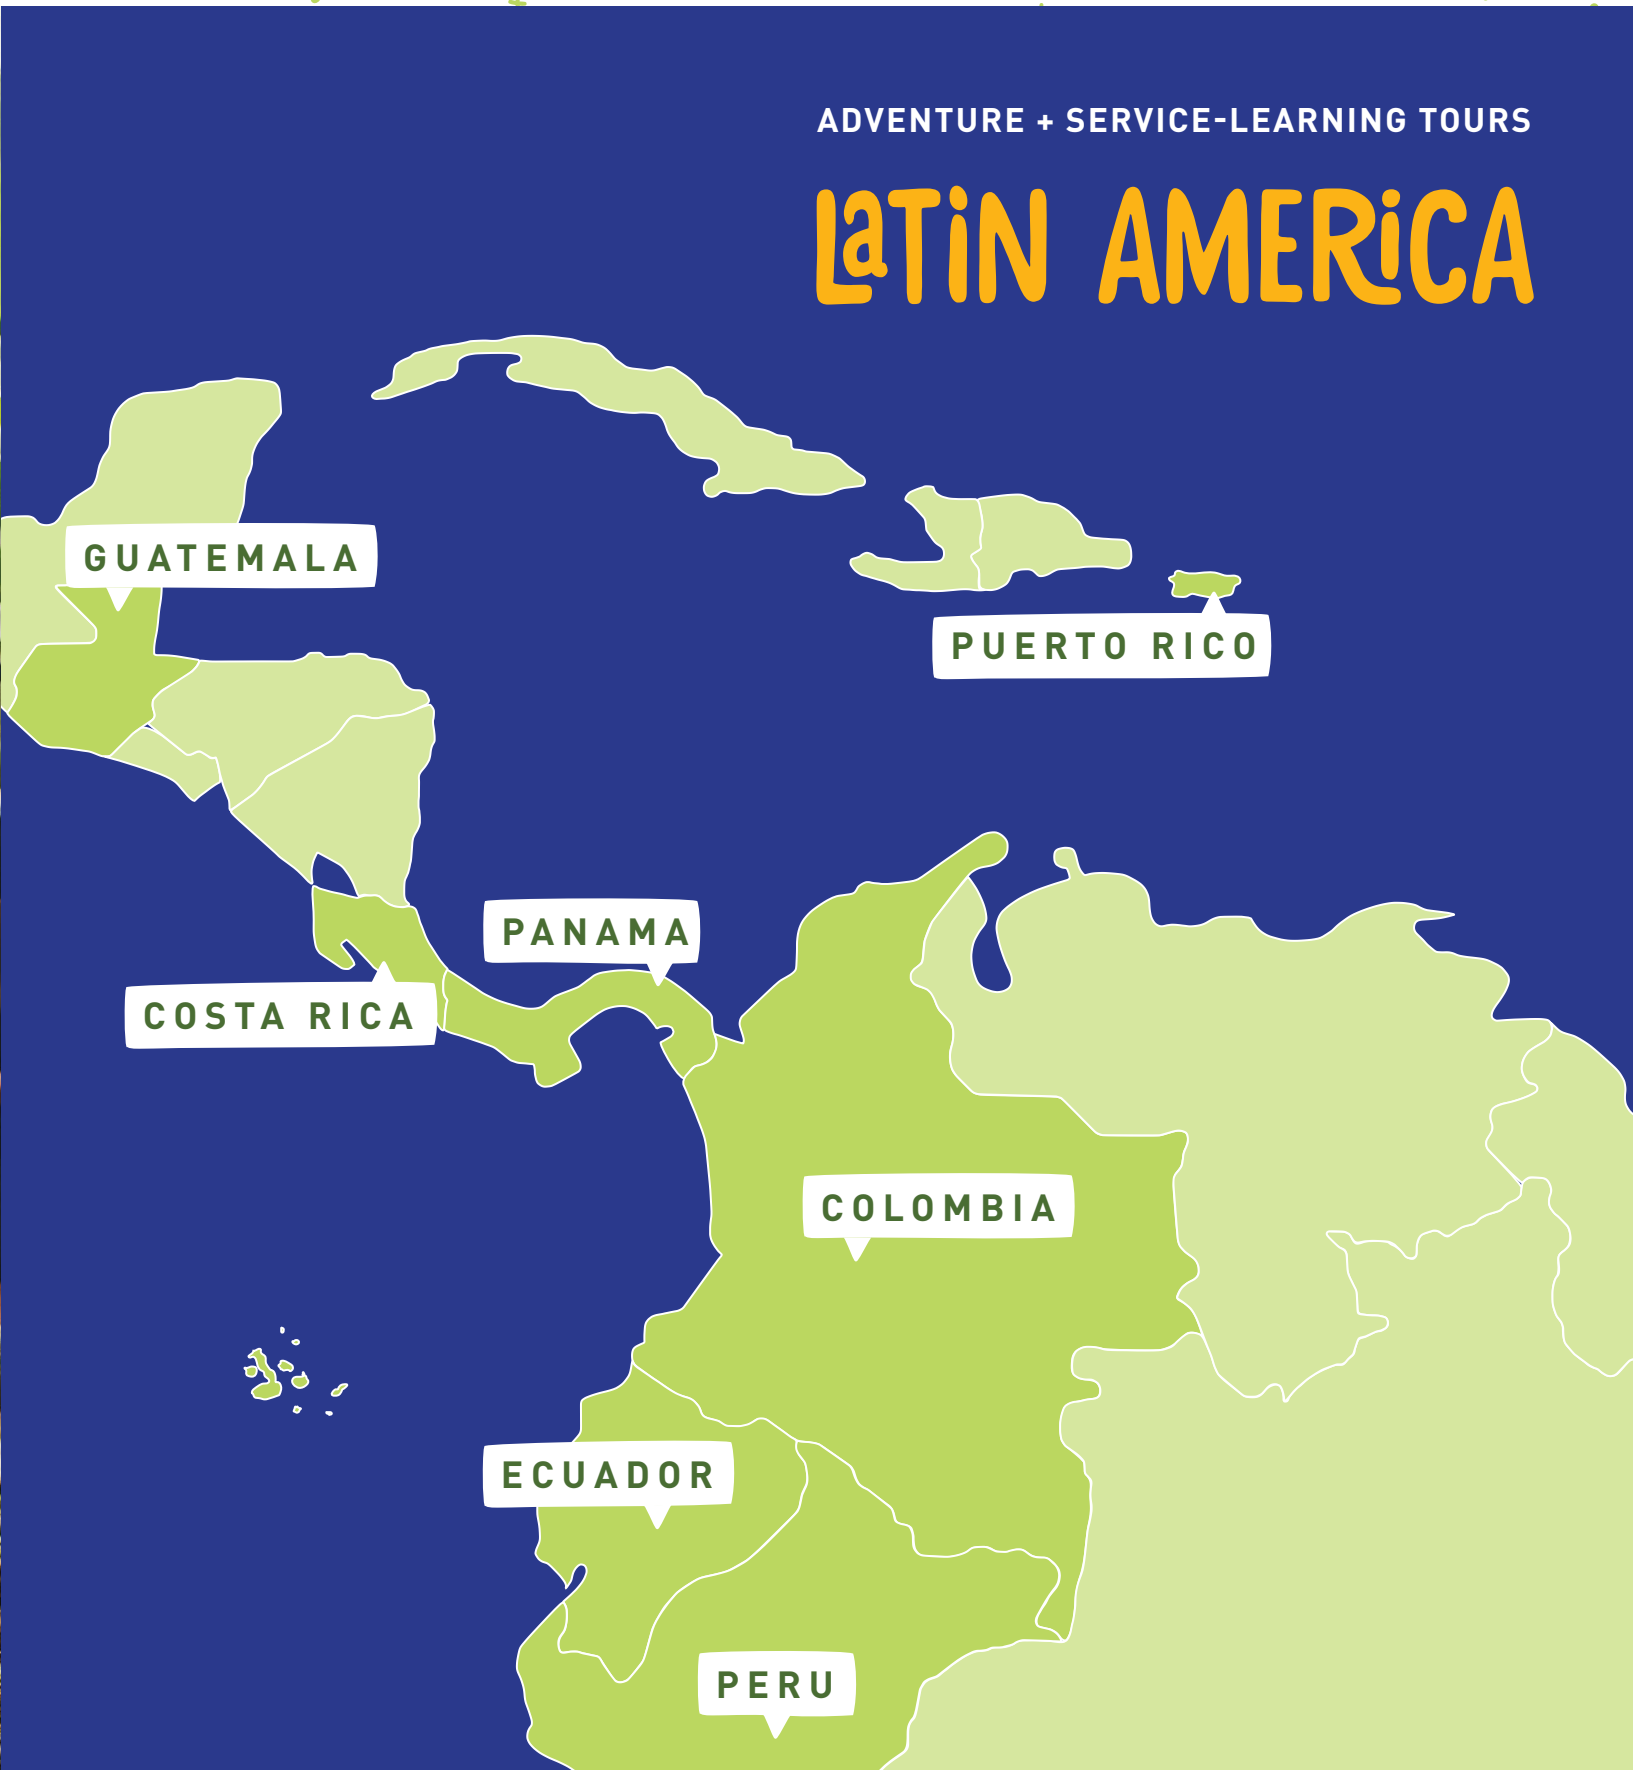 ADVENTURE + SERVICE-LEARNING TOURS
LATIN AMERICA
GUATEMALA
PUERTO RICO
PANAMA
COSTA RICA
COLOMBIA
ECUADOR
PERU